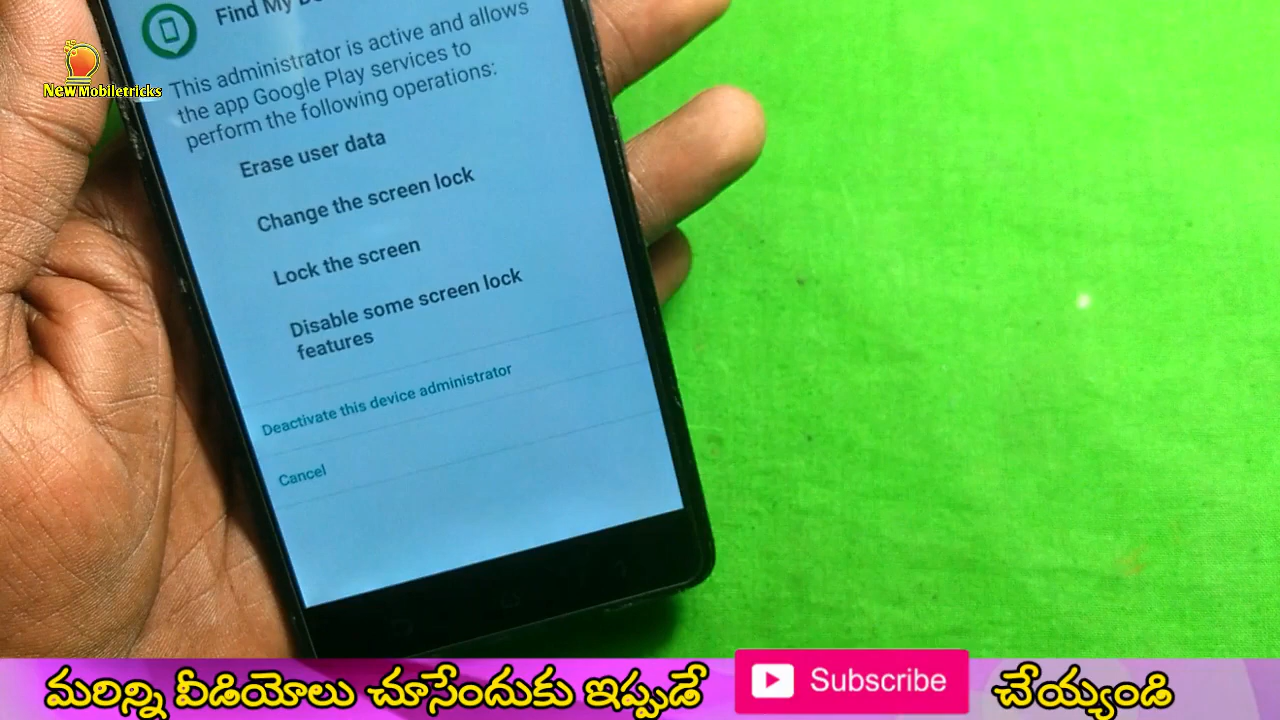 Find My
This administrator is active and allows
the app Google Play services to
perform the following operations:
Erase user data
Change the screen lock
Lock the screen
Disable some screen lock
features
Deactivate this device administrator
Cancel
New Mobiletricks
మరిన్ని వీడియోలు చూసేందుకు ఇప్పుడే Subscribe చేయ్యండి